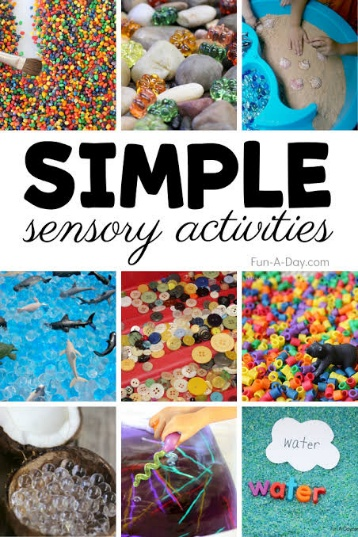 SIMPLE
sensory activities
Fun-A-Day.com
water
water